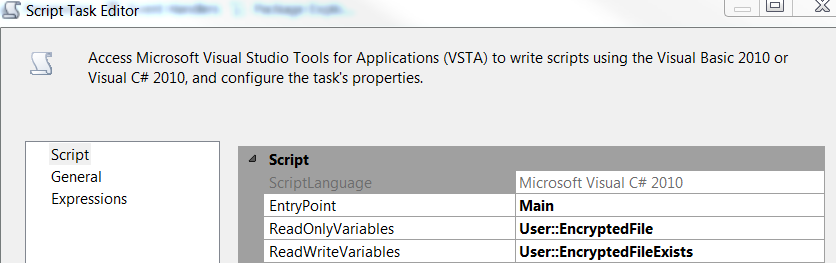 Script Task Editor
Access Microsoft Visual Studio Tools for Applications (VSTA) to write scripts using the Visual Basic 2010 or
Visual C# 2010, and configure the task's properties.
Script
General
Expressions
Script
ScriptLanguage Microsoft Visual C# 2010
EntryPoint Main
ReadOnlyVariables User::EncryptedFile
ReadWriteVariables User::EncryptedFileExists